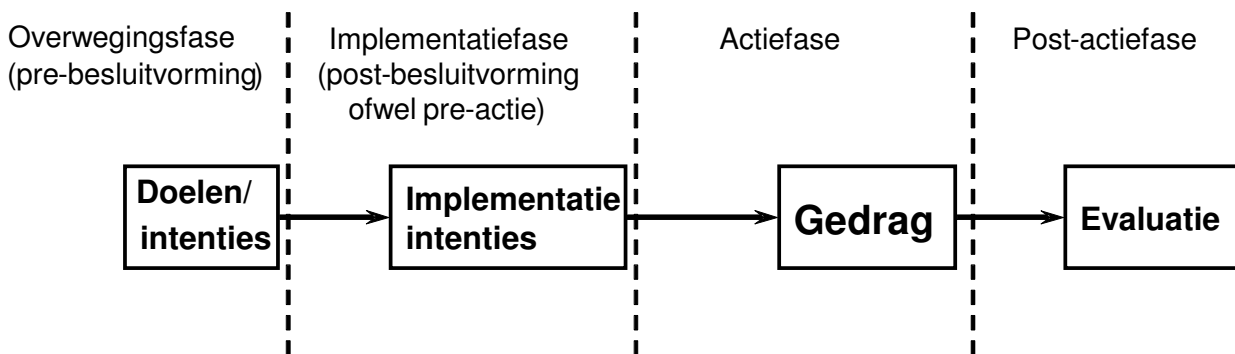 Overwegingsfase
(pre-besluitvorming)
Implementatiefase
(post-besluitvorming
ofwel pre-actie)
Actiefase
Post-actiefase
Doelen/
intenties
Implementatie
intenties
Gedrag
Evaluatie